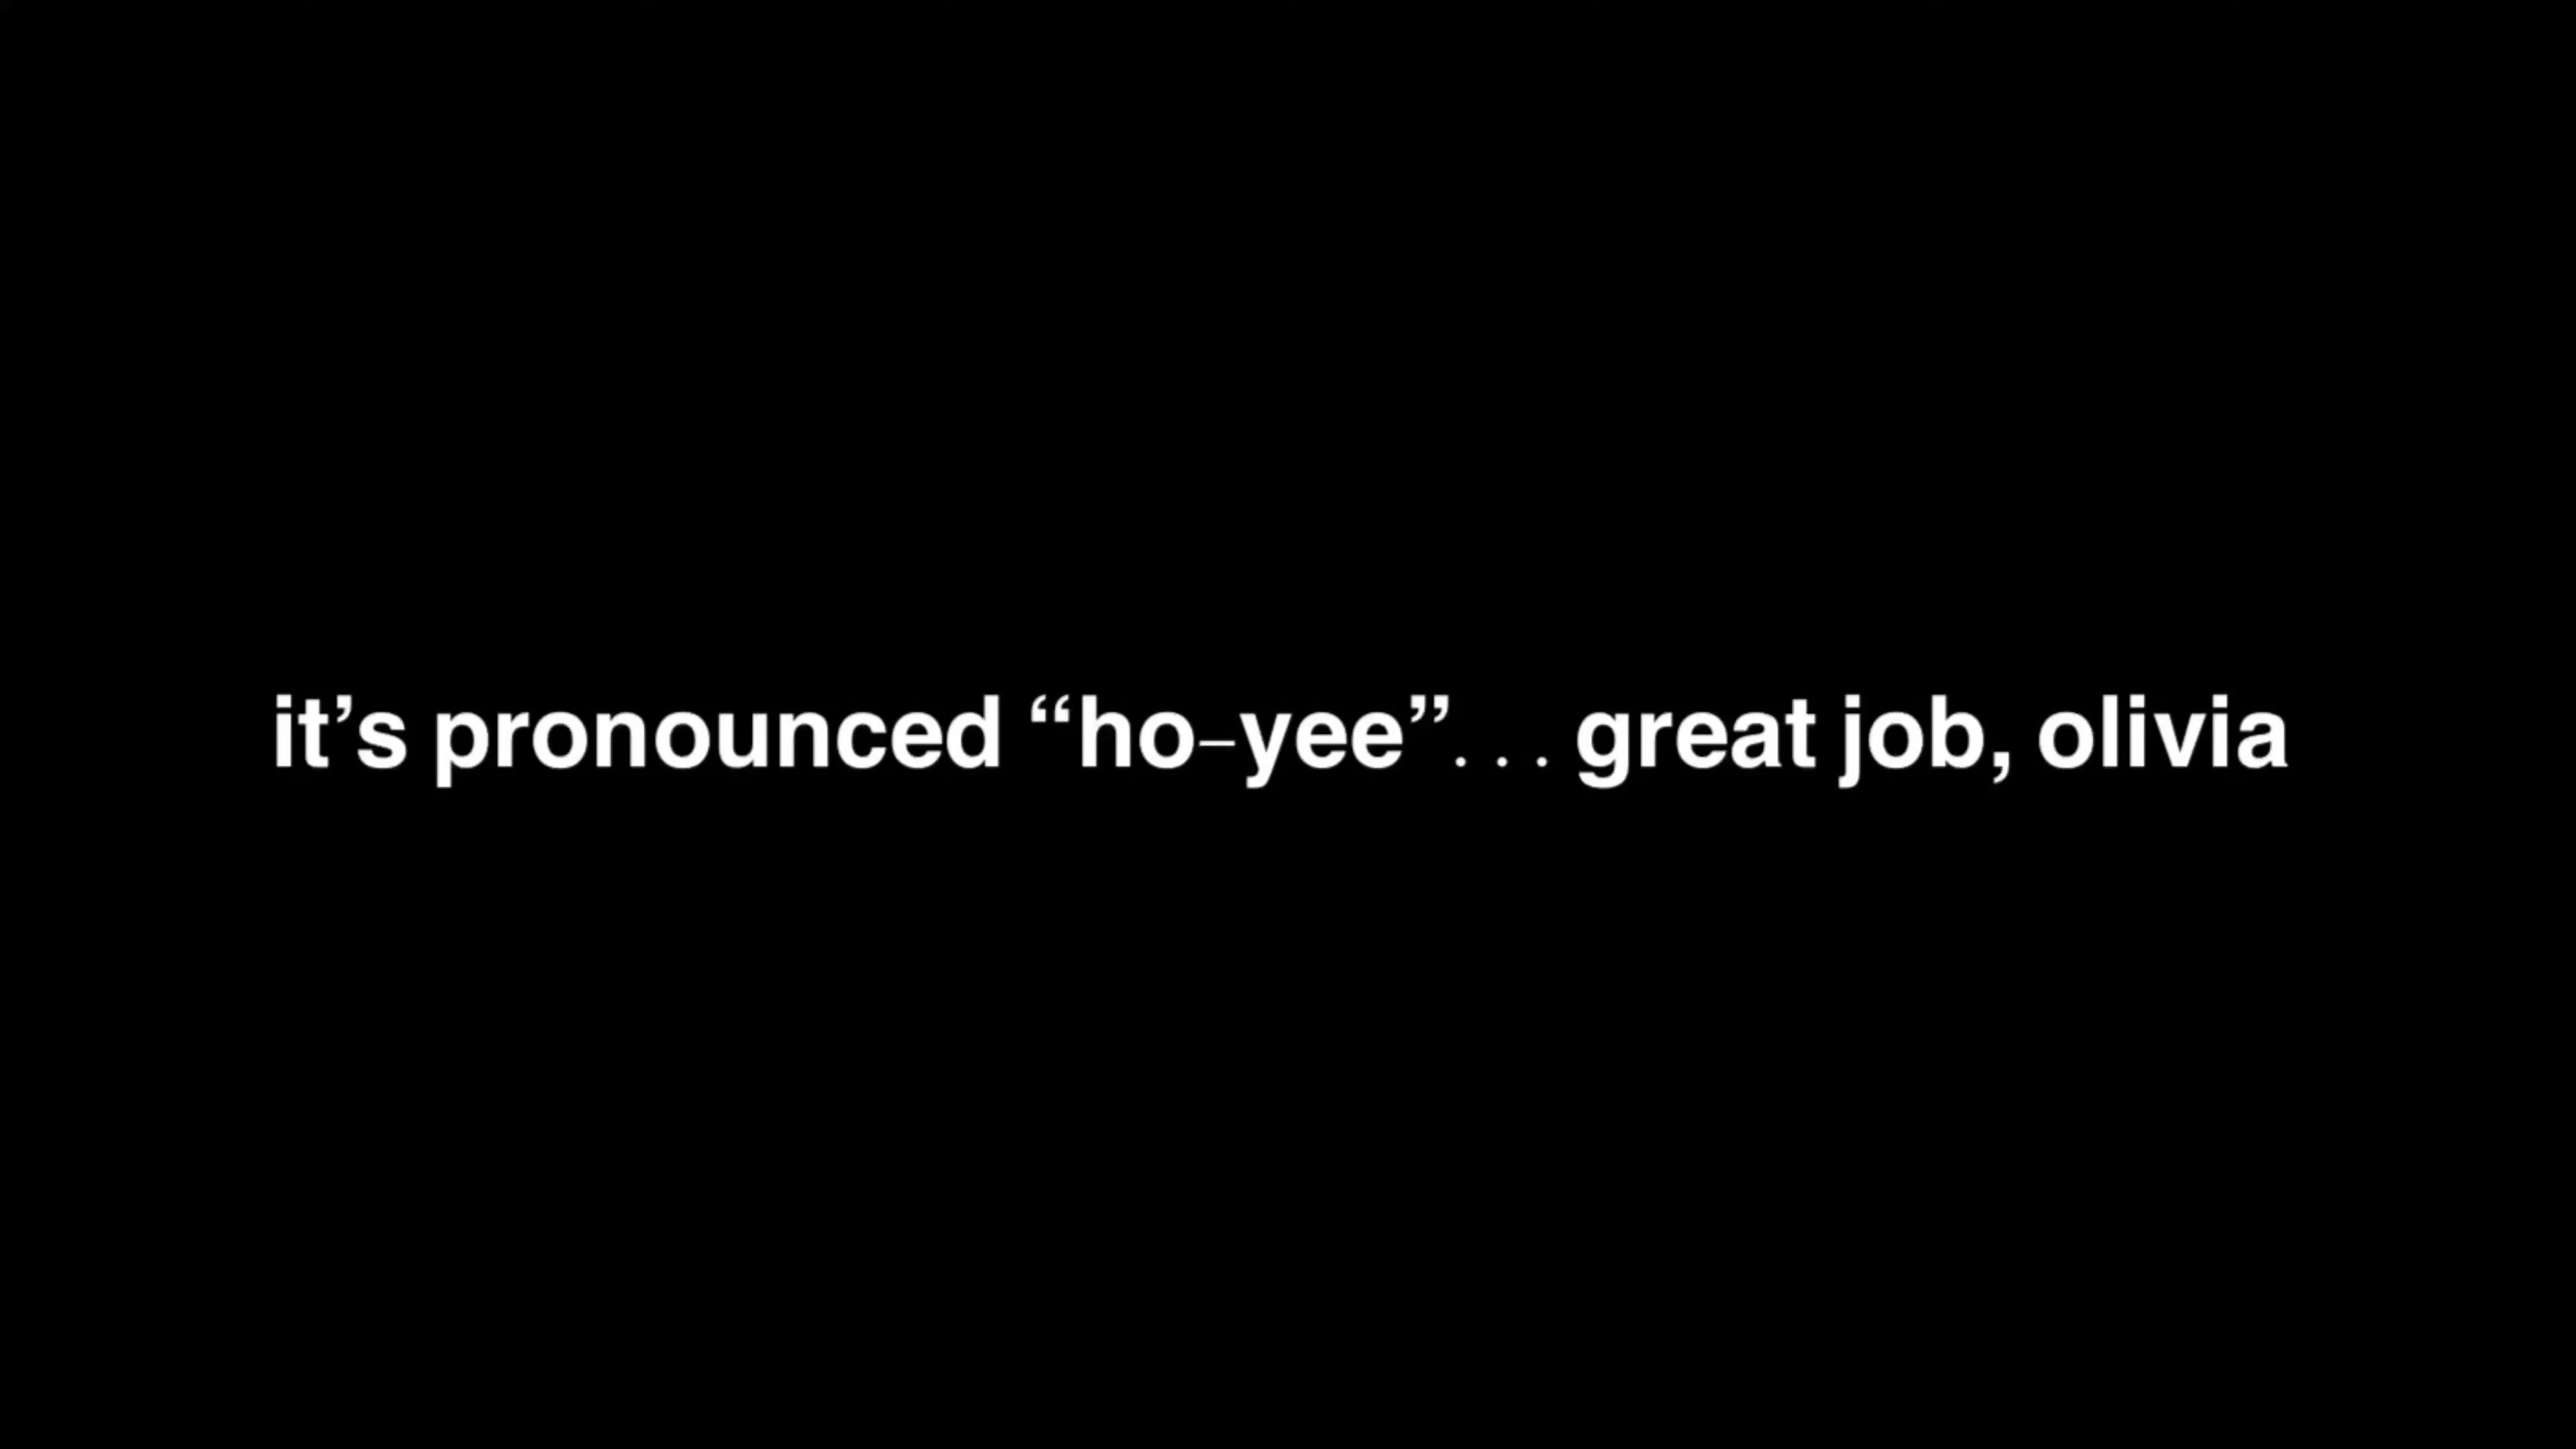 it’s pronounced “ho–yee”... great job, olivia